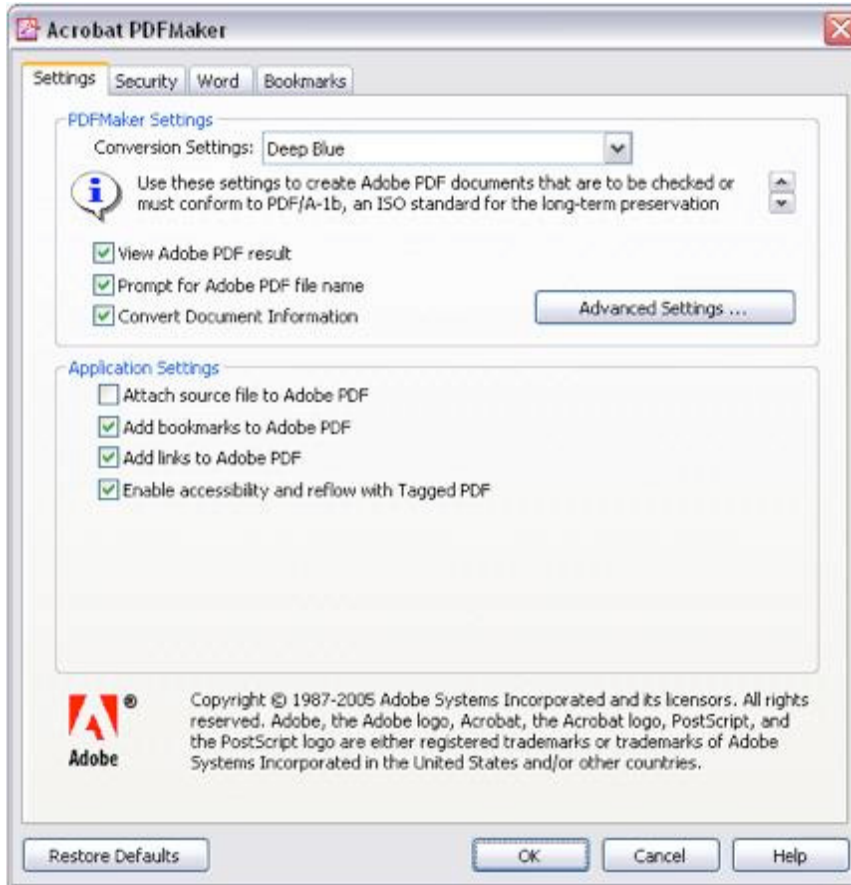 Acrobat PDFMaker
Settings Security Word Bookmarks
PDFMaker Settings
Conversion Settings: Deep Blue
Use these settings to create Adobe PDF documents that are to be checked or
must conform to PDF/A-1b, an ISO standard for the long-term preservation
View Adobe PDF result
Prompt for Adobe PDF file name
Convert Document Information
Advanced Settings ...
Application Settings
Attach source file to Adobe PDF
Add bookmarks to Adobe PDF
Add links to Adobe PDF
Enable accessibility and reflow with Tagged PDF
®
Adobe
Copyright © 1987-2005 Adobe Systems Incorporated and its licensors. All rights
reserved. Adobe, the Adobe logo, Acrobat, the Acrobat logo, PostScript, and
the PostScript logo are either registered trademarks or trademarks of Adobe
Systems Incorporated in the United States and/or other countries.
Restore Defaults OK Cancel Help